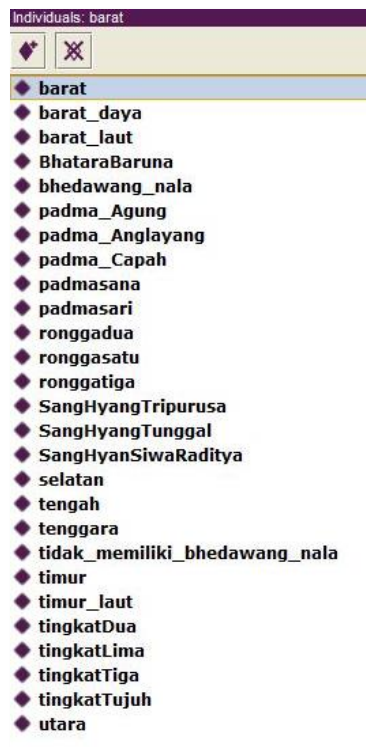 Individuals: barat
barat
barat_daya
barat_laut
BhataraBaruna
bhedawang_nala
padma_Agung
padma_Anglayang
padma_Capah
padmasana
padmasari
ronggadua
ronggasatu
ronggatiga
SangHyangTripurusa
SangHyangTunggal
SangHyanSiwaRaditya
selatan
tengah
tenggara
tidak_memiliki_bhedawang_nala
timur
timur_laut
tingkatDua
tingkatLima
tingkatTiga
tingkatTujuh
utara